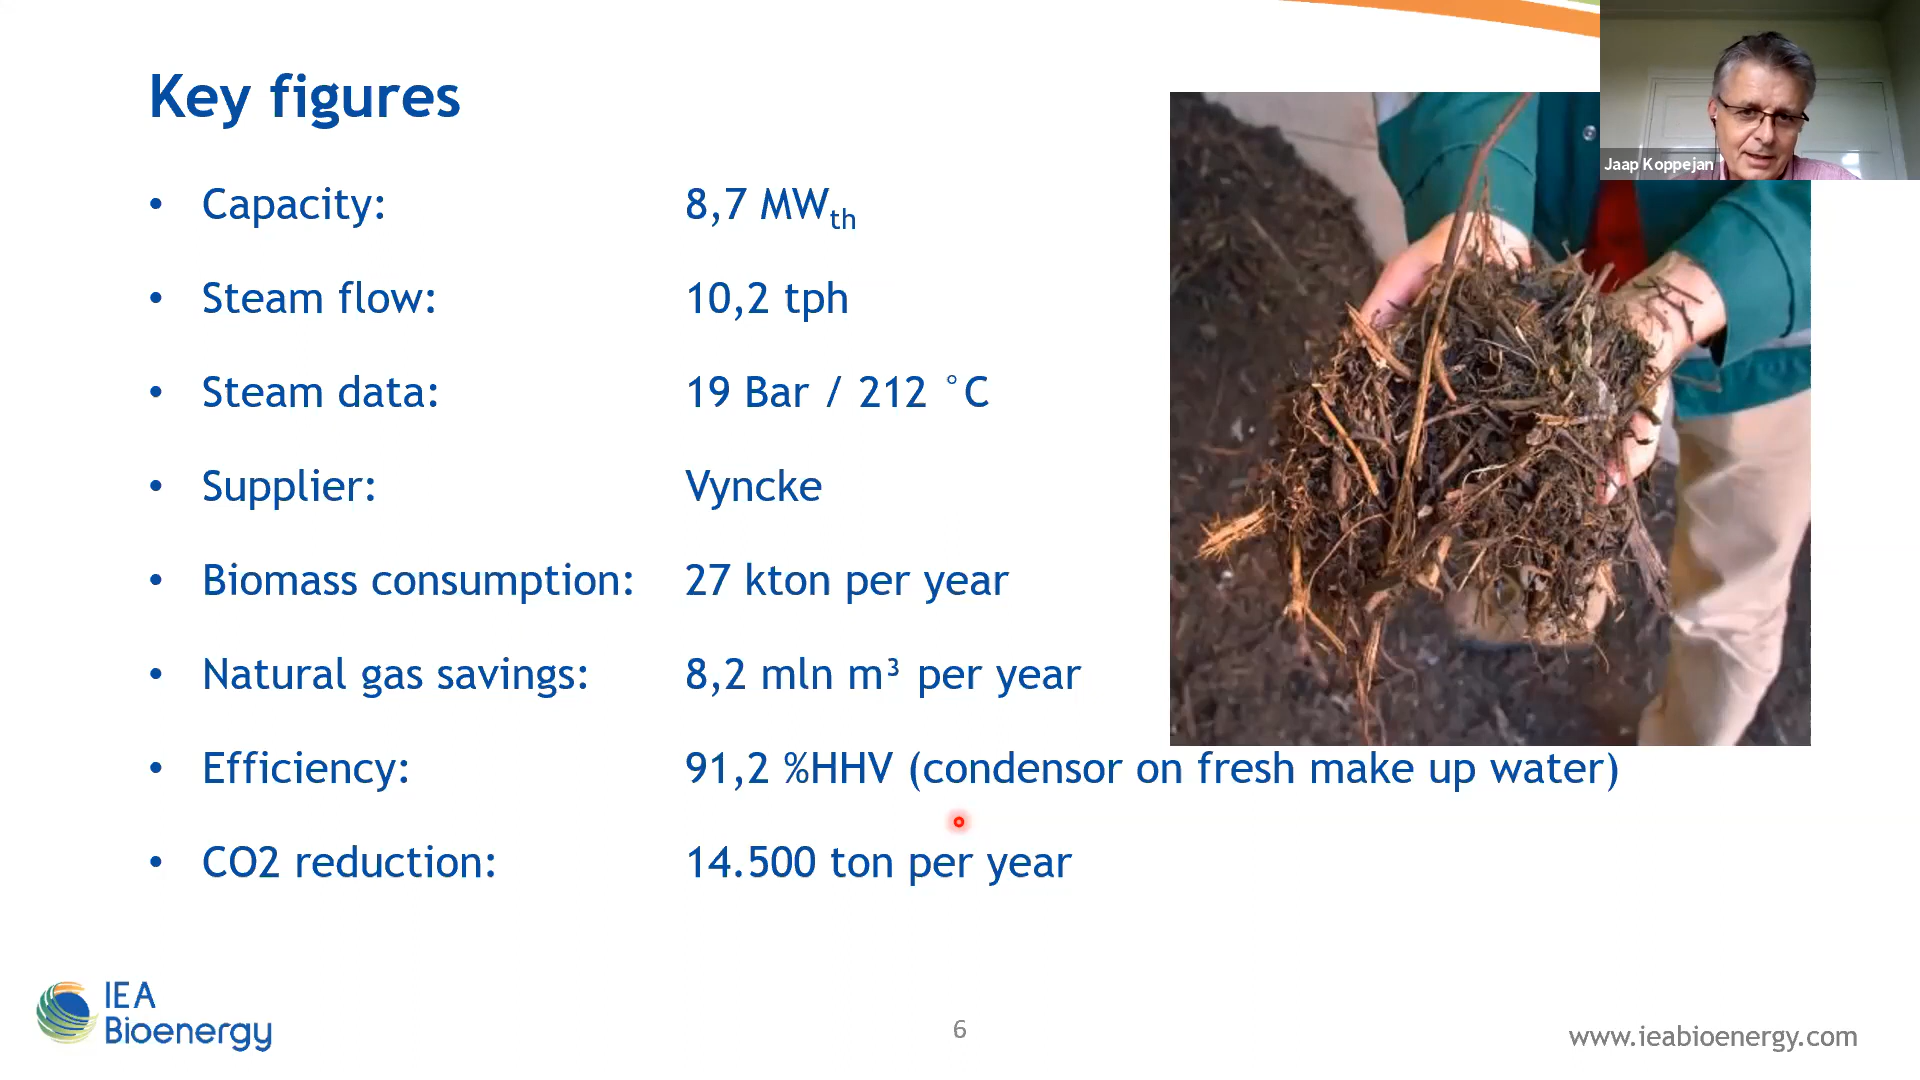 Key figures
Jaap Koppejan
• Capacity: 8,7 MWth
• Steam flow: 10,2 tph
• Steam data: 19 Bar / 212 °C
• Supplier: Vyncke
• Biomass consumption: 27 kton per year
• Natural gas savings: 8,2 mln m³ per year
• Efficiency: 91,2 %HHV (condensor on fresh make up water)
• CO2 reduction: 14.500 ton per year
IEA
Bioenergy
6
www.ieabioenergy.com